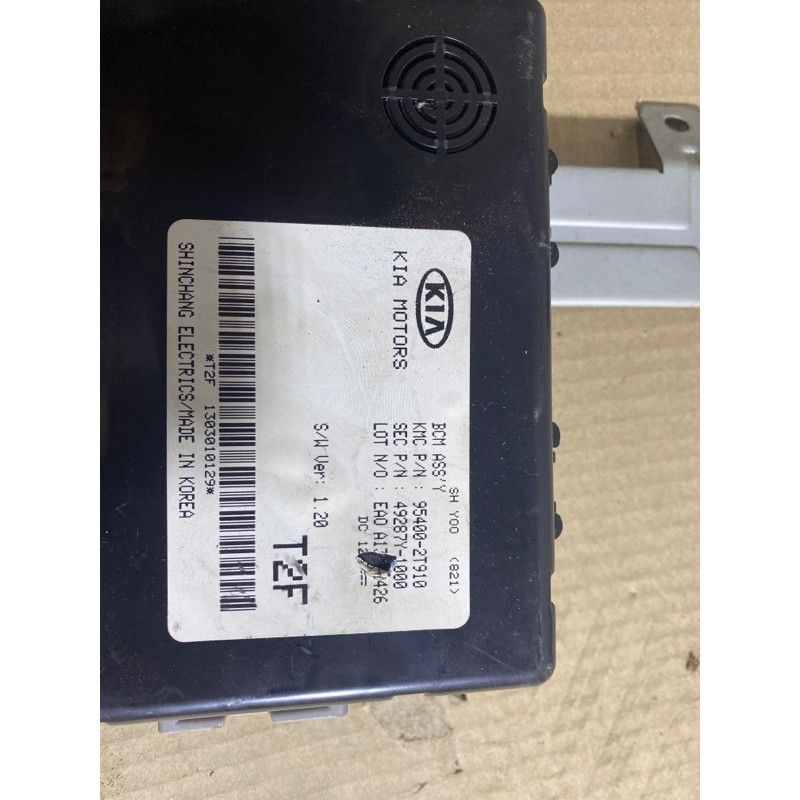 KIA
KIA MOTORS
SH YOO (821)
BCM ASS'Y
KMC P/N : 95400-2T910
SEC P/N : 49287Y-1000
LOT N/O : EAO
DC
S/W Ver: 1.20
T2F
*T2F 1303010129*
SHINCHANG ELECTRICS/MADE IN KOREA